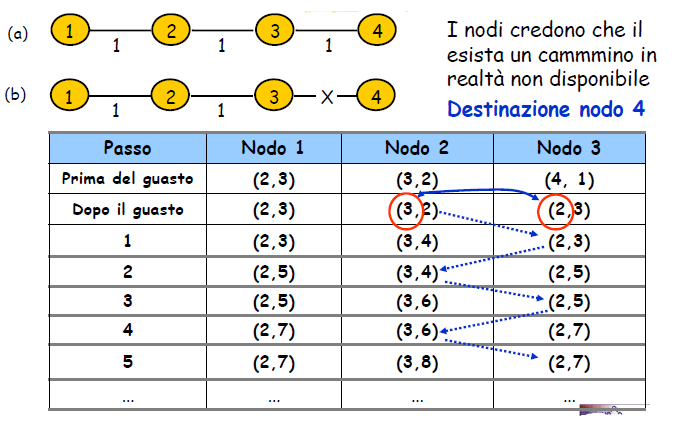 (a) 1 2 3 4
1 1 1
I nodi credono che il
esista un cammmino in
realtà non disponibile
(b) 1 2 3 X 4
1 1
Destinazione nodo 4
Passo Nodo 1 Nodo 2 Nodo 3
Prima del guasto (2,3) (3,2) (4, 1)
Dopo il guasto (2,3) (3,2) (2,3)
1 (2,3) (3,4) (2,3)
2 (2,5) (3,4) (2,5)
3 (2,5) (3,6) (2,5)
4 (2,7) (3,6) (2,7)
5 (2,7) (3,8) (2,7)
... ... ... ...